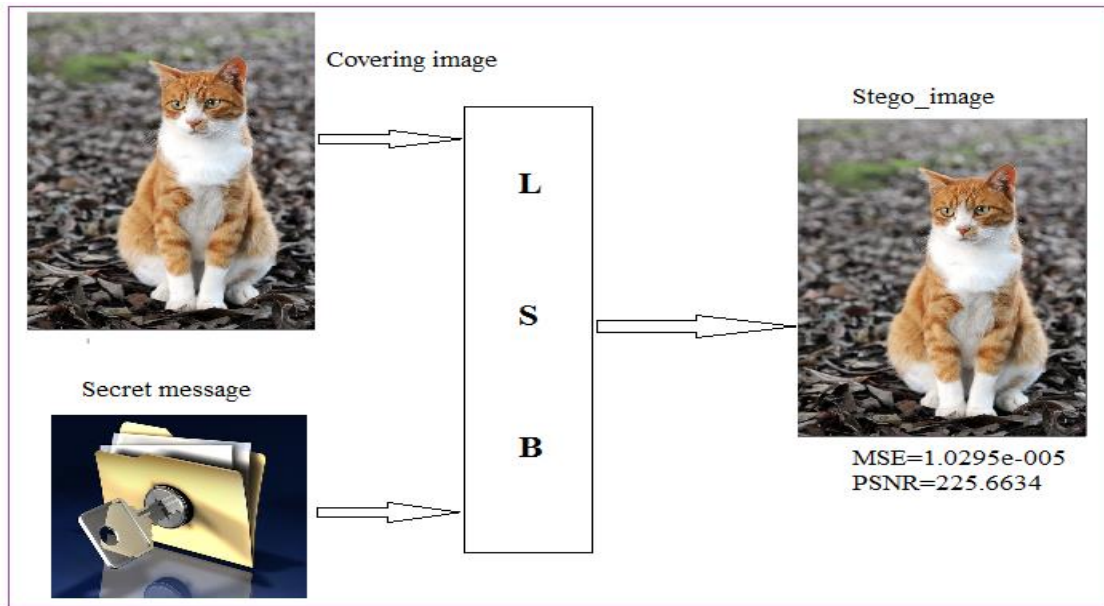 Covering image
Stego_image
L
S
B
Secret message
MSE=1.0295e-005
PSNR=225.6634